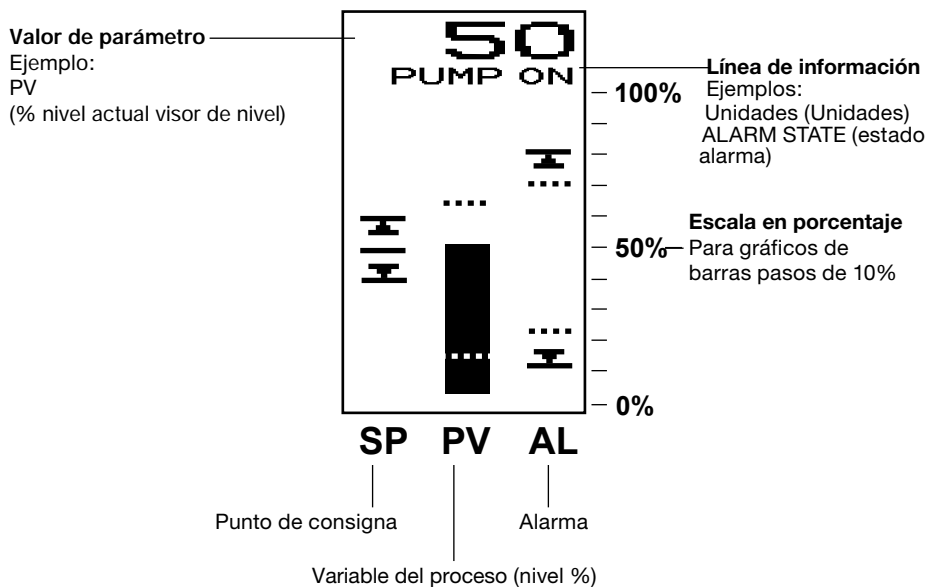 Valor de parámetro
Ejemplo:
PV
(% nivel actual visor de nivel)
50
PUMP ON
Línea de información
Ejemplos:
Unidades (Unidades)
ALARM STATE (estado
alarma)
100%
Escala en porcentaje
50%
Para gráficos de
barras pasos de 10%
0%
SP PV AL
Punto de consigna
Alarma
Variable del proceso (nivel %)